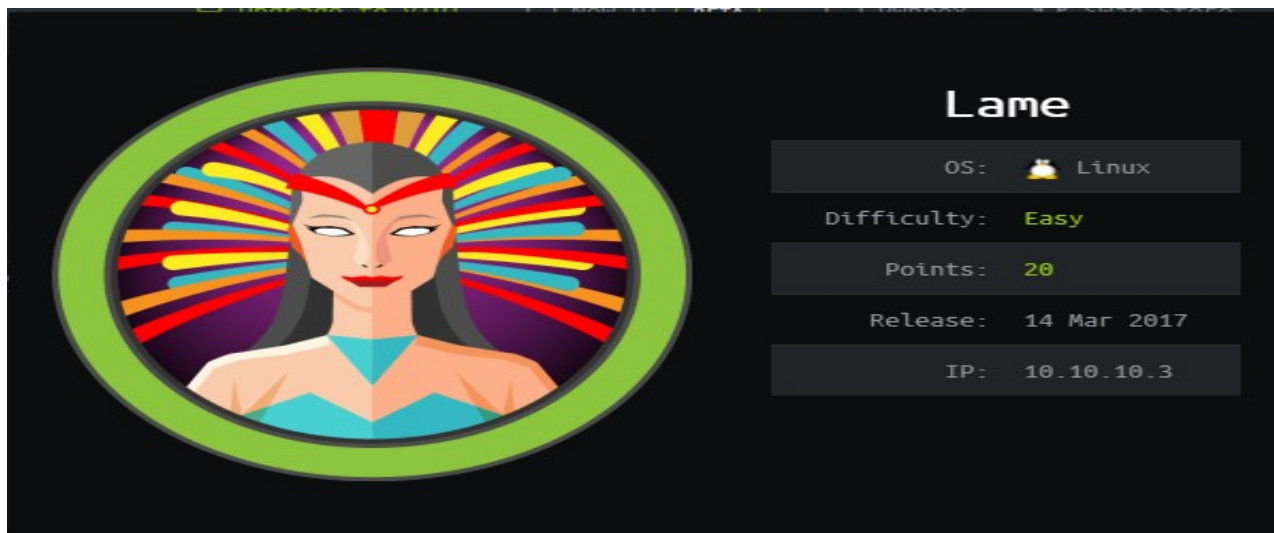 Lame
OS: Linux
Difficulty: Easy
Points: 20
Release: 14 Mar 2017
IP: 10.10.10.3